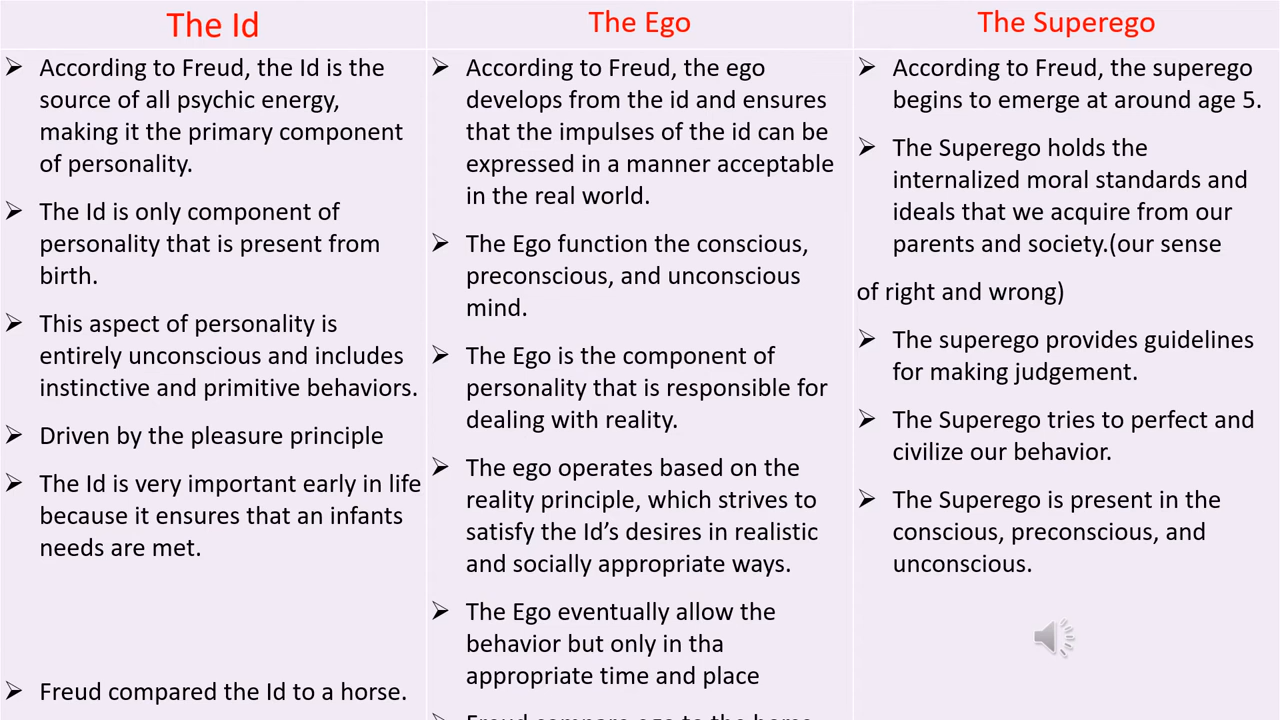 The Id
➢ According to Freud, the Id is the
source of all psychic energy,
making it the primary component
of personality.
➢ The Id is only component of
personality that is present from
birth.
➢ This aspect of personality is
entirely unconscious and includes
instinctive and primitive behaviors.
➢ Driven by the pleasure principle
➢ The Id is very important early in life
because it ensures that an infants
needs are met.
➢ Freud compared the Id to a horse.
The Ego
➢ According to Freud, the ego
develops from the id and ensures
that the impulses of the id can be
expressed in a manner acceptable
in the real world.
➢ The Ego function the conscious,
preconscious, and unconscious
mind.
➢ The Ego is the component of
personality that is responsible for
dealing with reality.
➢ The ego operates based on the
reality principle, which strives to
satisfy the Id’s desires in realistic
and socially appropriate ways.
➢ The Ego eventually allow the
behavior but only in tha
appropriate time and place
Freud compare ego to the
The Superego
➢ According to Freud, the superego
begins to emerge at around age 5.
➢ The Superego holds the
internalized moral standards and
ideals that we acquire from our
parents and society.(our sense
of right and wrong)
➢ The superego provides guidelines
for making judgement.
➢ The Superego tries to perfect and
civilize our behavior.
➢ The Superego is present in the
conscious, preconscious, and
unconscious.